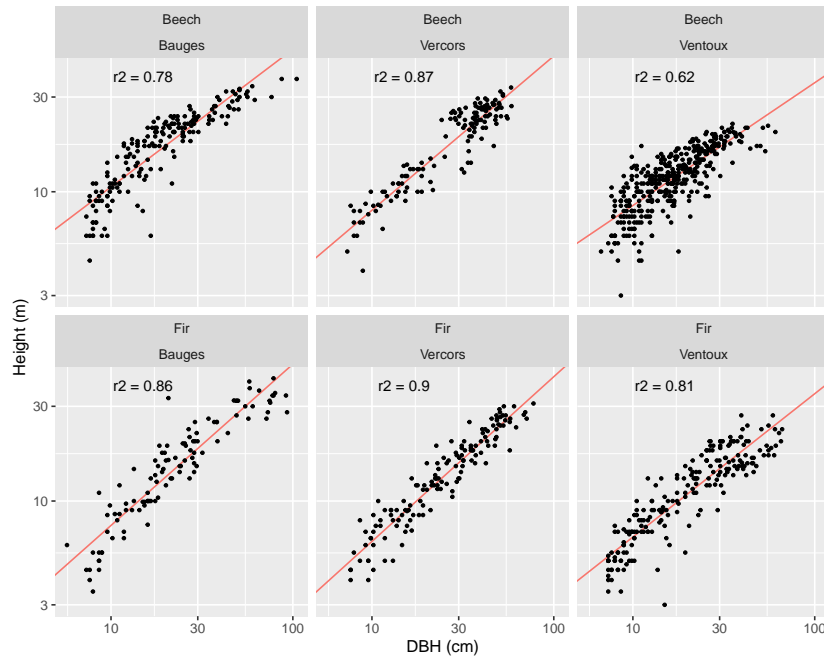 Beech Beech Beech
Bauges Vercors Ventoux
r2 = 0.78 r2 = 0.87 r2 = 0.62
30
10
3
Fir Fir Fir
Bauges Vercors Ventoux
r2 = 0.86 r2 = 0.9 r2 = 0.81
30
10
3
10 30 100 10 30 100 10 30 100
DBH (cm)
Height (m)